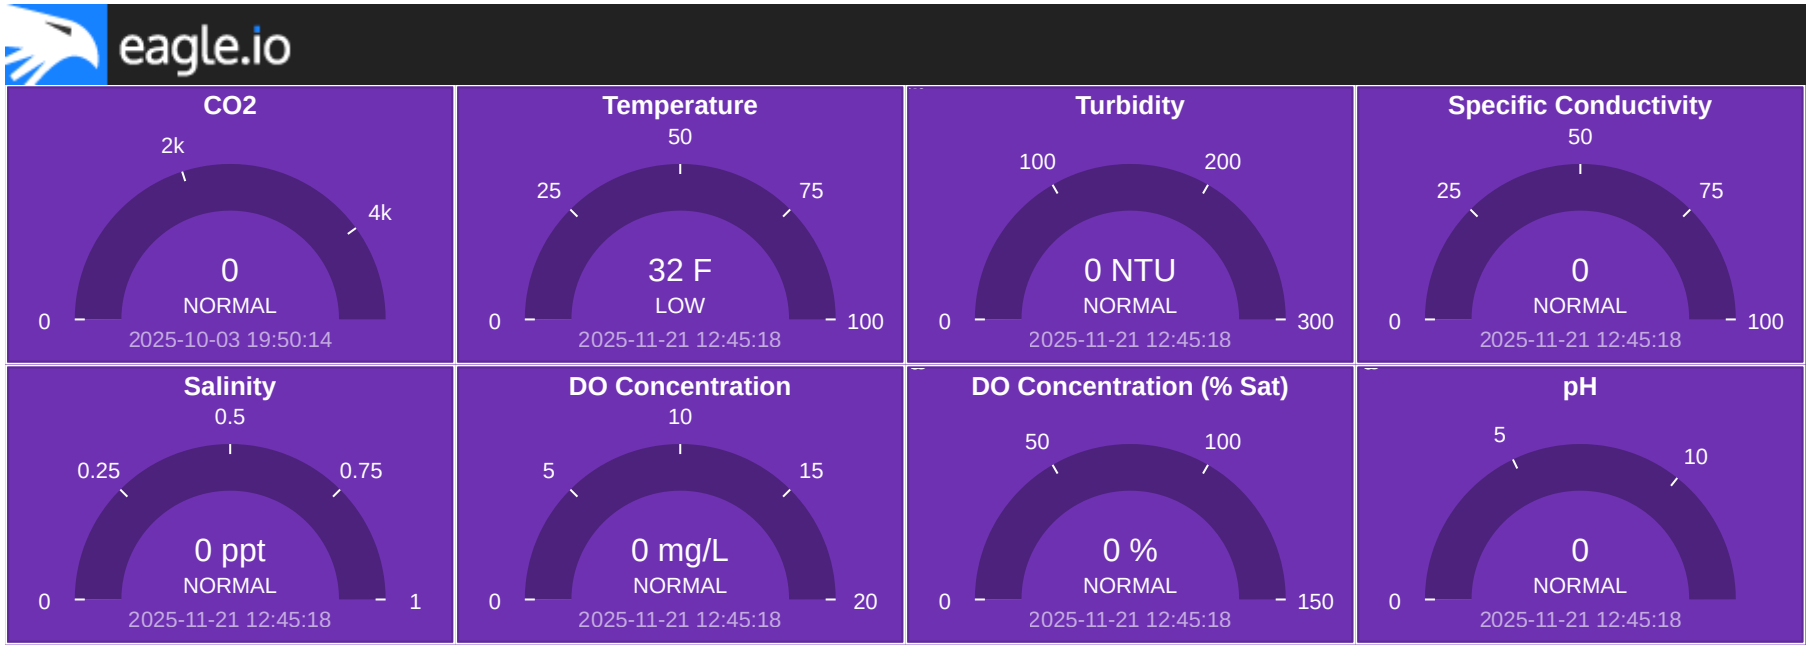 eagle.io
CO2
2k
4k
0
NORMAL
0
2025-10-03 19:50:14
Temperature
50
25
75
32 F
LOW
0
100
2025-11-21 12:45:18
Turbidity
100
200
0 NTU
NORMAL
0
300
2025-11-21 12:45:18
Specific Conductivity
50
25
75
0
NORMAL
0
100
2025-11-21 12:45:18
Salinity
0.5
0.25
0.75
0 ppt
NORMAL
0
1
2025-11-21 12:45:18
DO Concentration
10
5
15
0 mg/L
NORMAL
0
20
2025-11-21 12:45:18
DO Concentration (% Sat)
50
100
0 %
NORMAL
0
150
2025-11-21 12:45:18
pH
5
10
0
NORMAL
0
2025-11-21 12:45:18